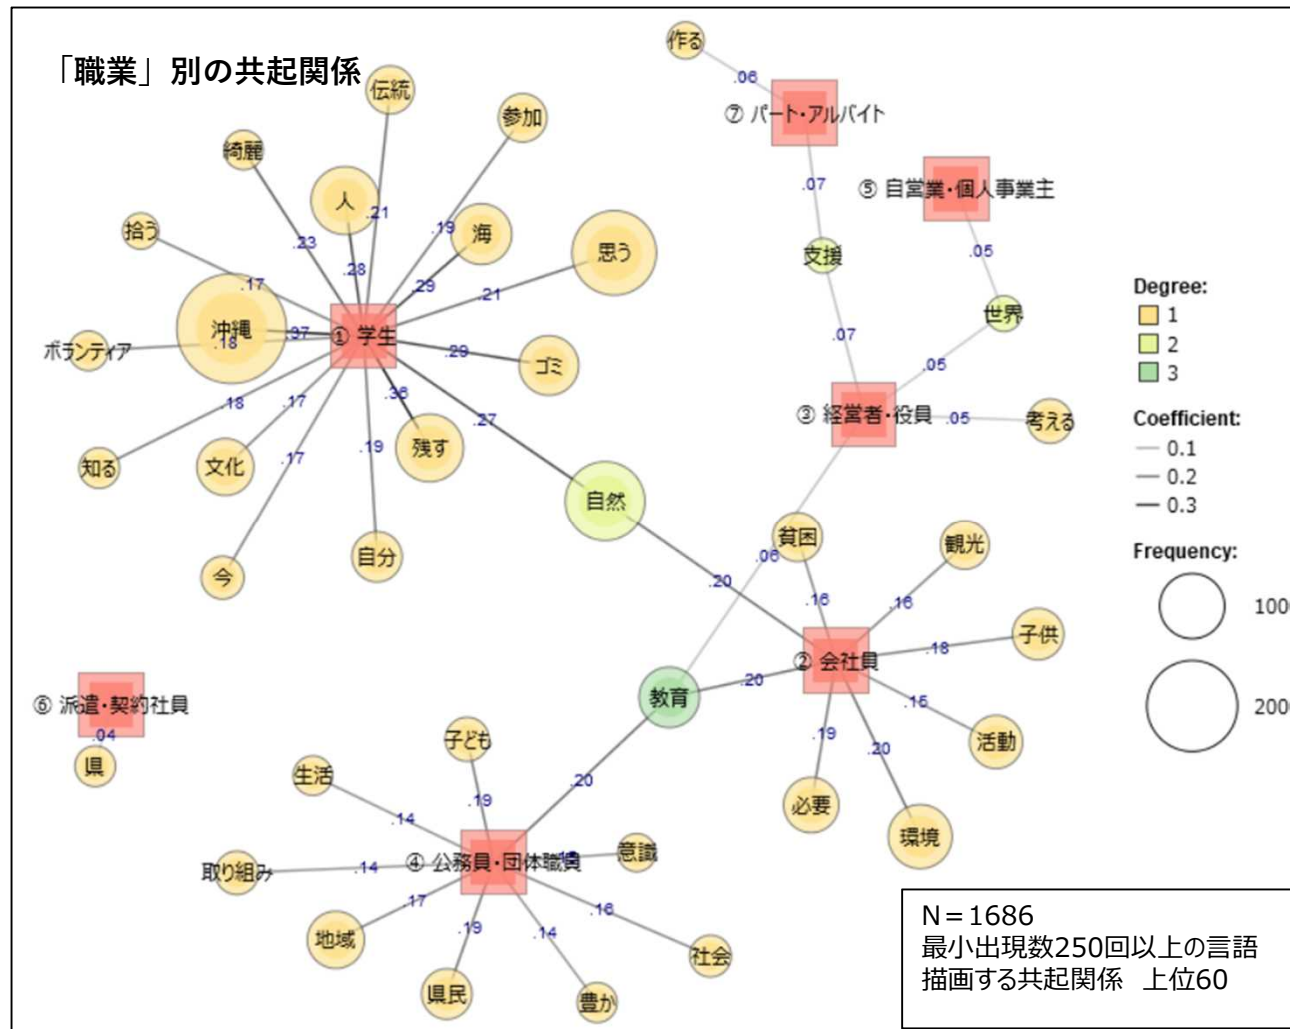 「職業」別の共起関係
作る
.06
⑦ パート・アルバイト
伝統
参加
綺麗
人
.21
.23
.28
海
.19
.29
思う
.21
拾う
.17
沖縄
.37
① 学生
ボランティア
.18
ゴミ
.29
.36
残す
.27
知る
.18
文化
.17
今
.17
自分
.19
自然
.07
支援
.07
⑤ 自営業・個人事業主
.05
世界
.05
③ 経営者・役員
.05
考える
.06
貧困
.16
観光
.16
.20
② 会社員
子供
.18
活動
.15
環境
.20
必要
.19
教育
.20
.20
⑥ 派遣・契約社員
.04
県
子ども
.19
生活
.14
取り組み
.14
④ 公務員・団体職員
意識
地域
.17
県民
.19
豊か
.14
社会
.16
Degree:
1
2
3
Coefficient:
0.1
0.2
0.3
Frequency:
100
200
N＝1686
最小出現数250回以上の言語
描画する共起関係 上位60